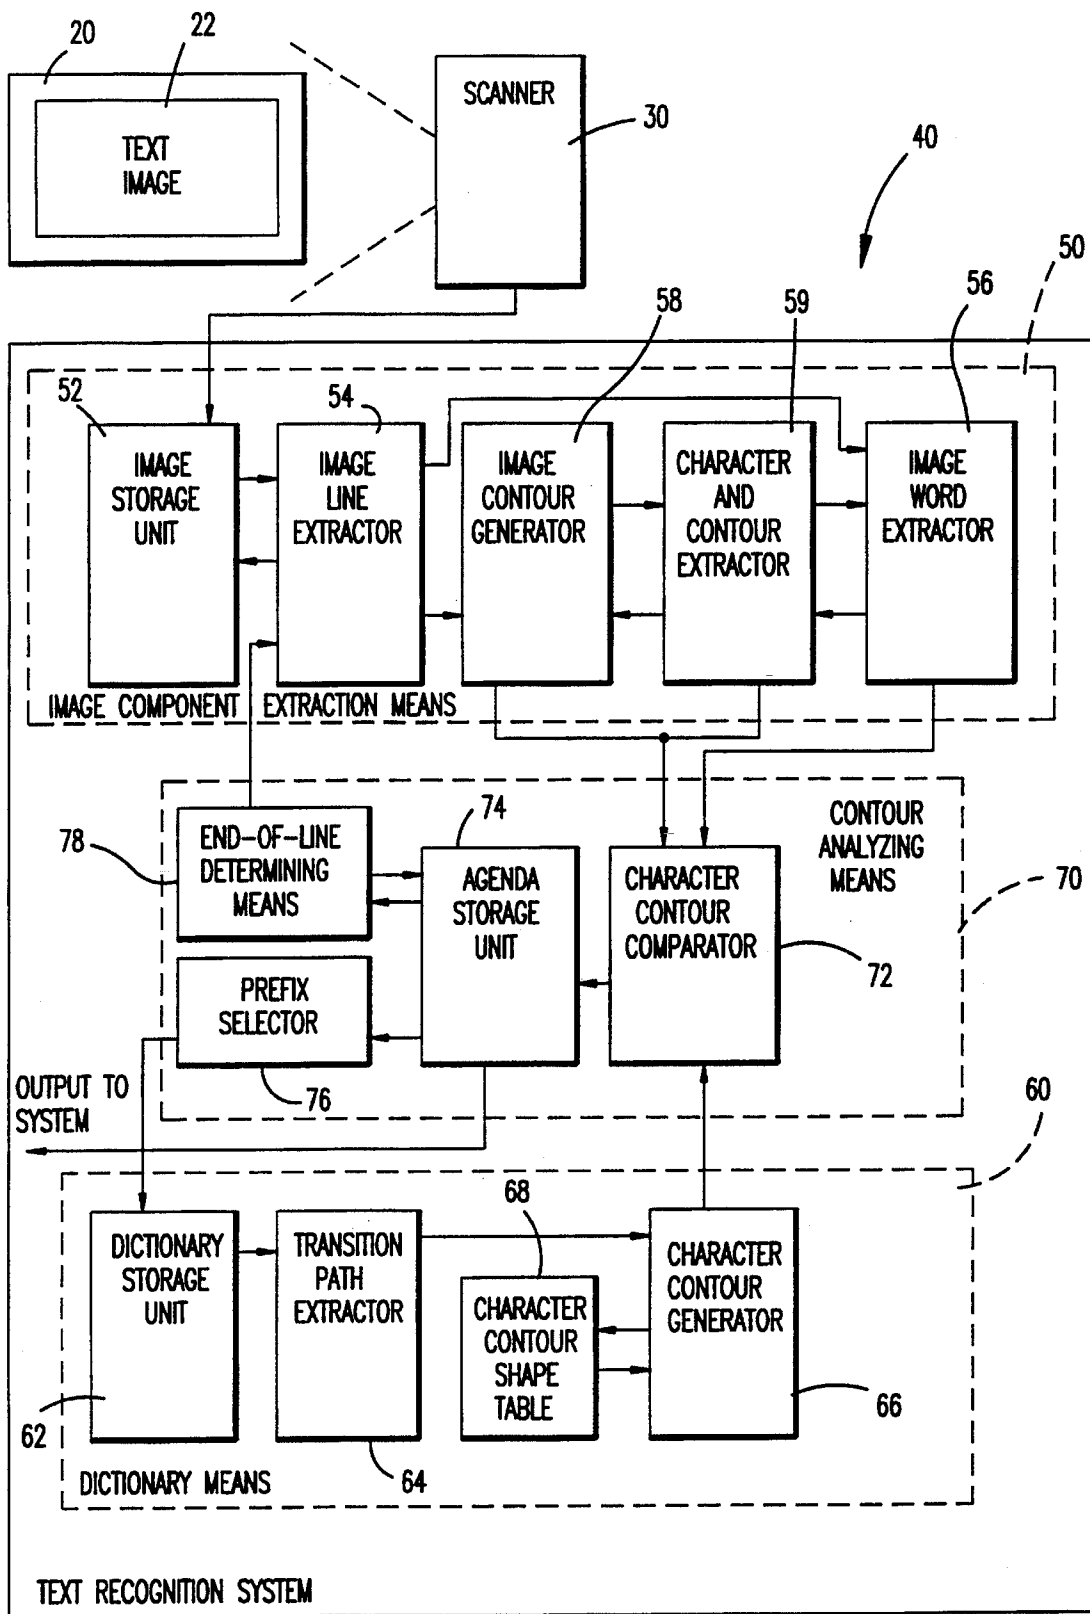 20
22
TEXT
IMAGE
SCANNER
30
40
50
58
59
56
52
IMAGE
STORAGE
UNIT
54
IMAGE
LINE
EXTRACTOR
IMAGE
CONTOUR
GENERATOR
CHARACTER
AND
CONTOUR
EXTRACTOR
IMAGE
WORD
EXTRACTOR
IMAGE COMPONENT EXTRACTION MEANS
78
END-OF-LINE
DETERMINING
MEANS
74
AGENDA
STORAGE
UNIT
CHARACTER
CONTOUR
COMPARATOR
72
CONTOUR
ANALYZING
MEANS
70
PREFIX
SELECTOR
76
OUTPUT TO
SYSTEM
60
DICTIONARY
STORAGE
UNIT
62
TRANSITION
PATH
EXTRACTOR
64
68
CHARACTER
CONTOUR
SHAPE
TABLE
CHARACTER
CONTOUR
GENERATOR
66
DICTIONARY MEANS
TEXT RECOGNITION SYSTEM